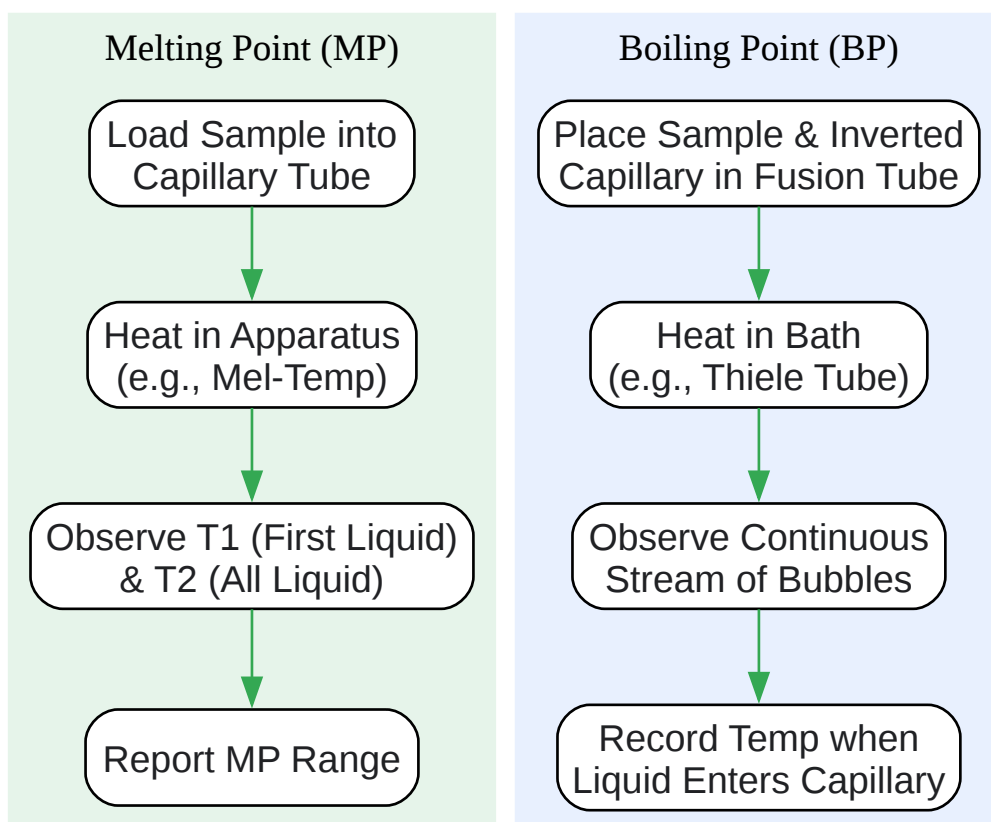 Melting Point (MP)
Load Sample into
Capillary Tube
Heat in Apparatus
(e.g., Mel-Temp)
Observe T1 (First Liquid)
& T2 (All Liquid)
Report MP Range
Boiling Point (BP)
Place Sample & Inverted
Capillary in Fusion Tube
Heat in Bath
(e.g., Thiele Tube)
Observe Continuous
Stream of Bubbles
Record Temp when
Liquid Enters Capillary